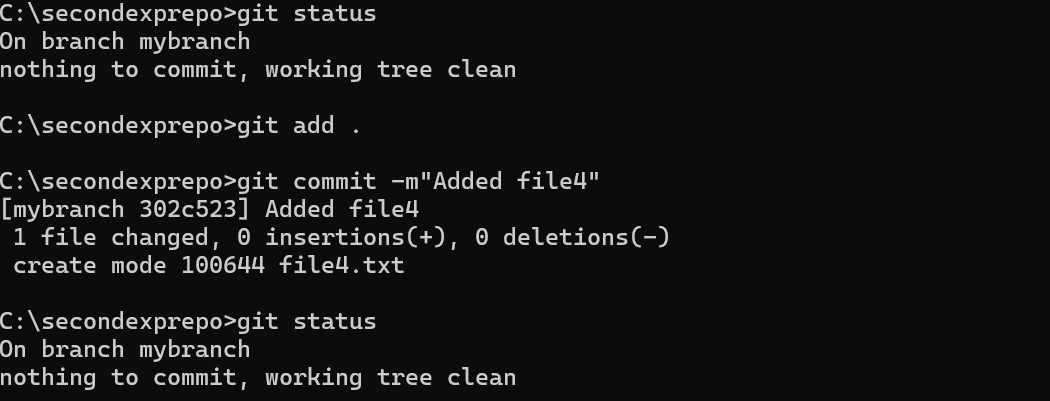 C:\secondexprepo>git status
On branch mybranch
nothing to commit, working tree clean
C:\secondexprepo>git add .
C:\secondexprepo>git commit -m"Added file4"
[mybranch 302c523] Added file4
 1 file changed, 0 insertions(+), 0 deletions(-)
 create mode 100644 file4.txt
C:\secondexprepo>git status
On branch mybranch
nothing to commit, working tree clean